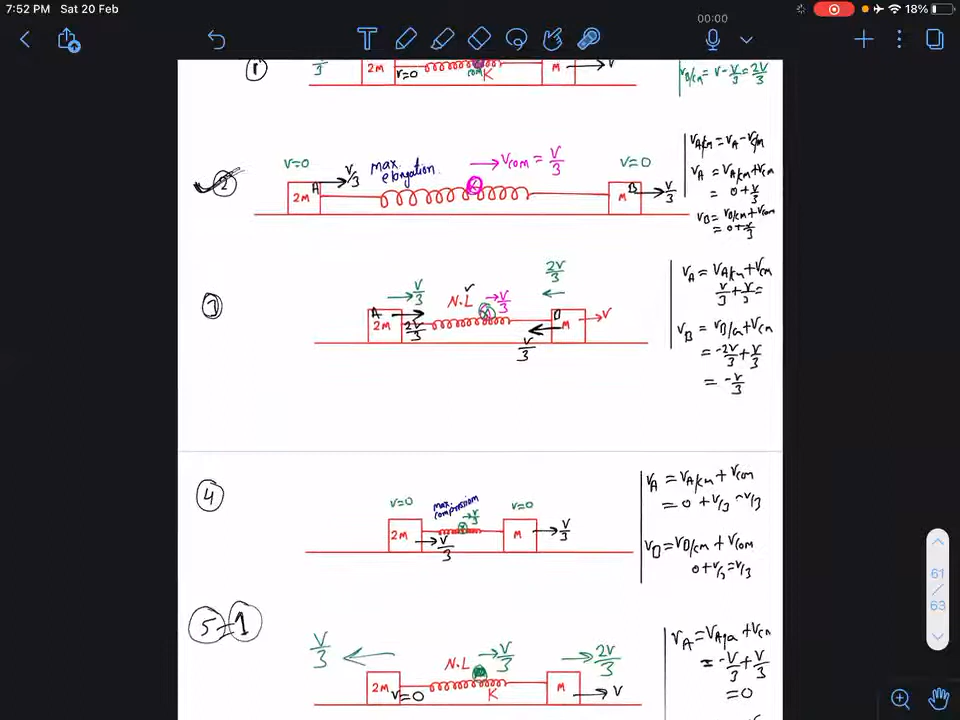 7:52 PM Sat 20 Feb
00:00
18%
1
V/3
2M
v=0
com
K
M
V
vB/cm = V - V/3 = 2V/3
2
v=0
V/3
max. elongation
vcom = V/3
v=0
A
2M
B
M
V/3
vA/cm = vA - vcm
vA = vA/cm + vcm
= 0 + V/3
vB = vB/cm + vcom
= 0 + V/3
3
V/3
N.L
V/3
2V/3
A
2M
2V/3
M
V
V/3
vA = vA/cm + vcm
V/3 + V/3 =
vB = vB/cm + vcm
= -2V/3 + V/3
= -V/3
4
v=0
max. compression
V/3
v=0
2M
V/3
M
V/3
vA = vA/cm + vcom
= 0 + V/3 = V/3
vB = vB/cm + vcom
0 + V/3 = V/3
61
/
63
5 = 1
V/3
N.L
V/3
2V/3
2M
v=0
K
M
V
vA = vA/cm + vcm
= -V/3 + V/3
= 0